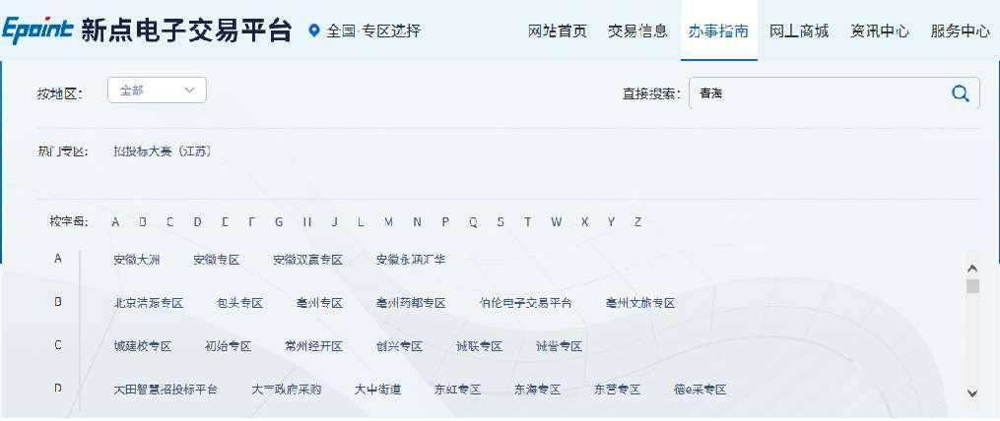 Epoint 新点电子交易平台 全国·专区选择 网站首页 交易信息 办事指南 网上商城 资讯中心 服务中心
按地区： 全部 直接搜索： 青海
热门专区: 招投标大赛（江苏）
按字母: A B C D E F G H J L M N P Q S T W X Y Z
A 安徽大洲 安徽专区 安徽双赢专区 安徽永涵汇华
B 北京浩源专区 包头专区 亳州专区 亳州药都专区 佰伦电子交易平台 亳州文旅专区
C 城建校专区 初始专区 常州经开区 创兴专区 诚联专区 诚誉专区
D 大田智慧招投标平台 大丰政府采购 大中街道 东虹专区 东海专区 东营专区 德e采专区